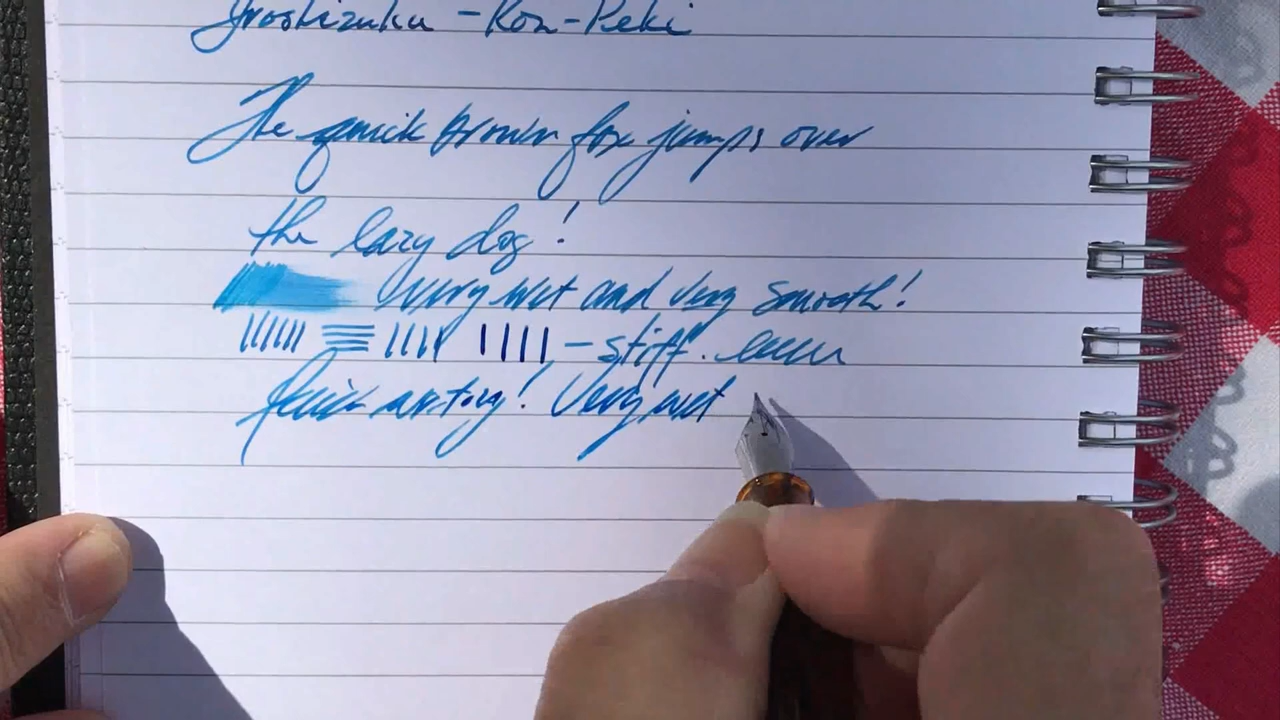 Iroshizuku - Kon-Peki
The quick brown fox jumps over
the lazy dog!
Very wet and very smooth!
- stiff.
Quick writing! Very wet